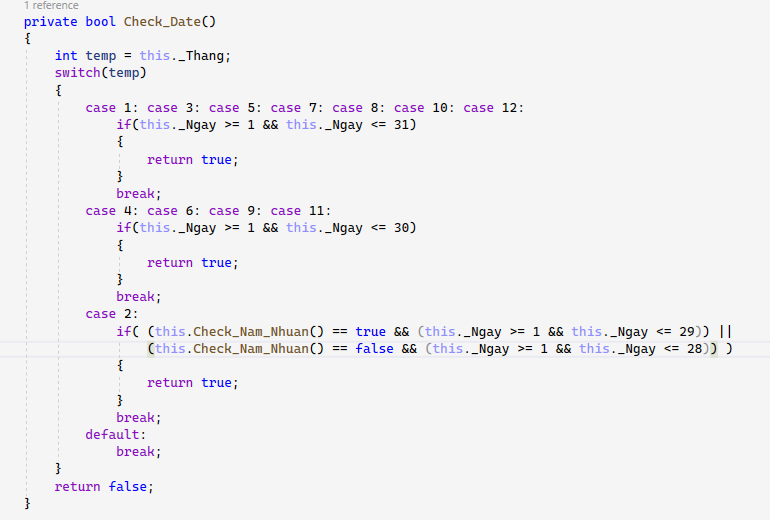 1 reference
private bool Check_Date()
{
    int temp = this._Thang;
    switch(temp)
    {
        case 1: case 3: case 5: case 7: case 8: case 10: case 12:
            if(this._Ngay >= 1 && this._Ngay <= 31)
            {
                return true;
            }
            break;
        case 4: case 6: case 9: case 11:
            if(this._Ngay >= 1 && this._Ngay <= 30)
            {
                return true;
            }
            break;
        case 2:
            if( (this.Check_Nam_Nhuan() == true && (this._Ngay >= 1 && this._Ngay <= 29)) ||
                (this.Check_Nam_Nhuan() == false && (this._Ngay >= 1 && this._Ngay <= 28)) )
            {
                return true;
            }
            break;
        default:
            break;
    }
    return false;
}